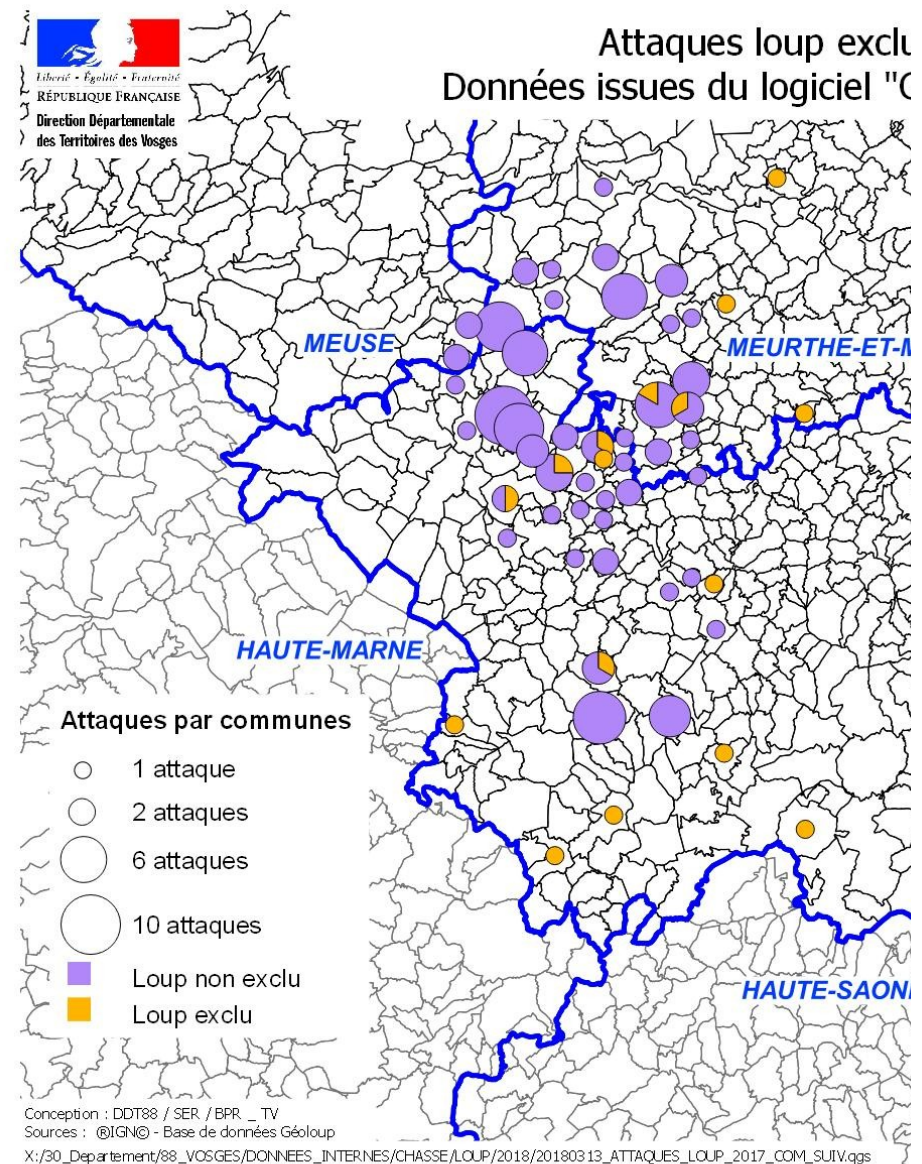 Attaques loup exclu
Données issues du logiciel "G
Liberté • Égalité • Fraternité
RÉPUBLIQUE FRANÇAISE
Direction Départementale
des Territoires des Vosges
MEUSE
MEURTHE-ET-M
HAUTE-MARNE
Attaques par communes
1 attaque
2 attaques
6 attaques
10 attaques
Loup non exclu
Loup exclu
HAUTE-SAON
Conception : DDT88 / SER / BPR _ TV
Sources : ®IGN© - Base de données Géoloup
X:/30_Departement/88_VOSGES/DONNEES_INTERNES/CHASSE/LOUP/2018/20180313_ATTAQUES_LOUP_2017_COM_SUIV.qgs